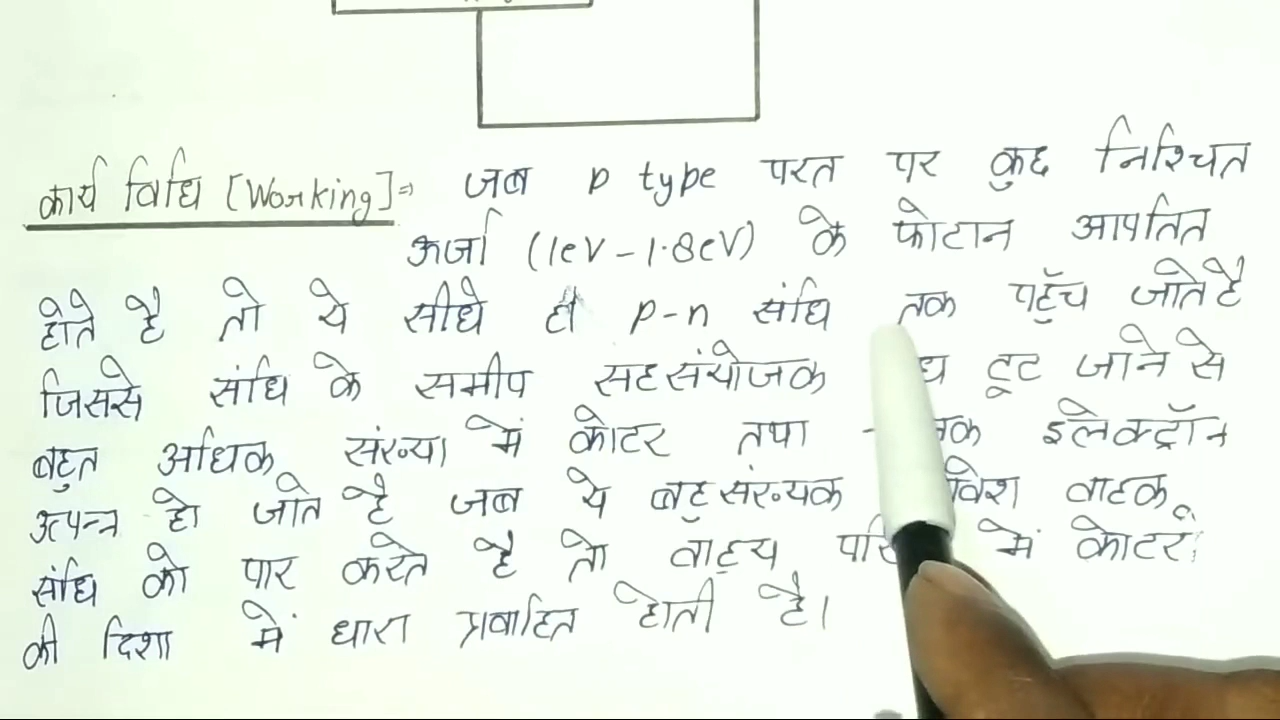 कार्य विधि [Working]⇒ जब p type परत पर कुछ निश्चित
ऊर्जा (1eV – 1.8eV) के फोटान आपतित
होते है तो ये सीधे ही p-n संधि तक पहुँच जाते है
जिससे संधि के समीप सहसंयोजक टूट जाने से
बहुत अधिक संख्या में कोटर तथा इलेक्ट्रॉन
उत्पन्न हो जाते है जब ये बहुसंख्यक वाहक
संधि को पार करते है तो वाह्य में कोटरों
की दिशा में धारा प्रवाहित होती है।